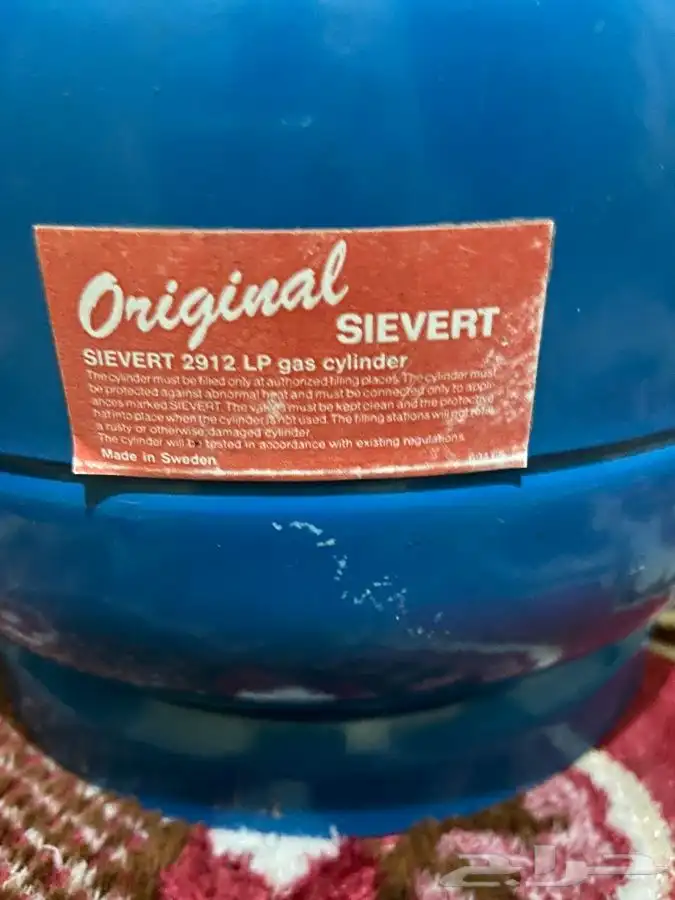 Original
SIEVERT
SIEVERT 2912 LP gas cylinder
The cylinder must be filled only at authorized filling places. The cylinder must
be protected against abnormal heat and must be connected only to appli-
ances marked SIEVERT. The valve must be kept clean and the protective
hat into place when the cylinder is not used. The filling stations will not refill
a rusty or otherwise damaged cylinder.
The cylinder will be tested in accordance with existing regulations.
Made in Sweden
حراج